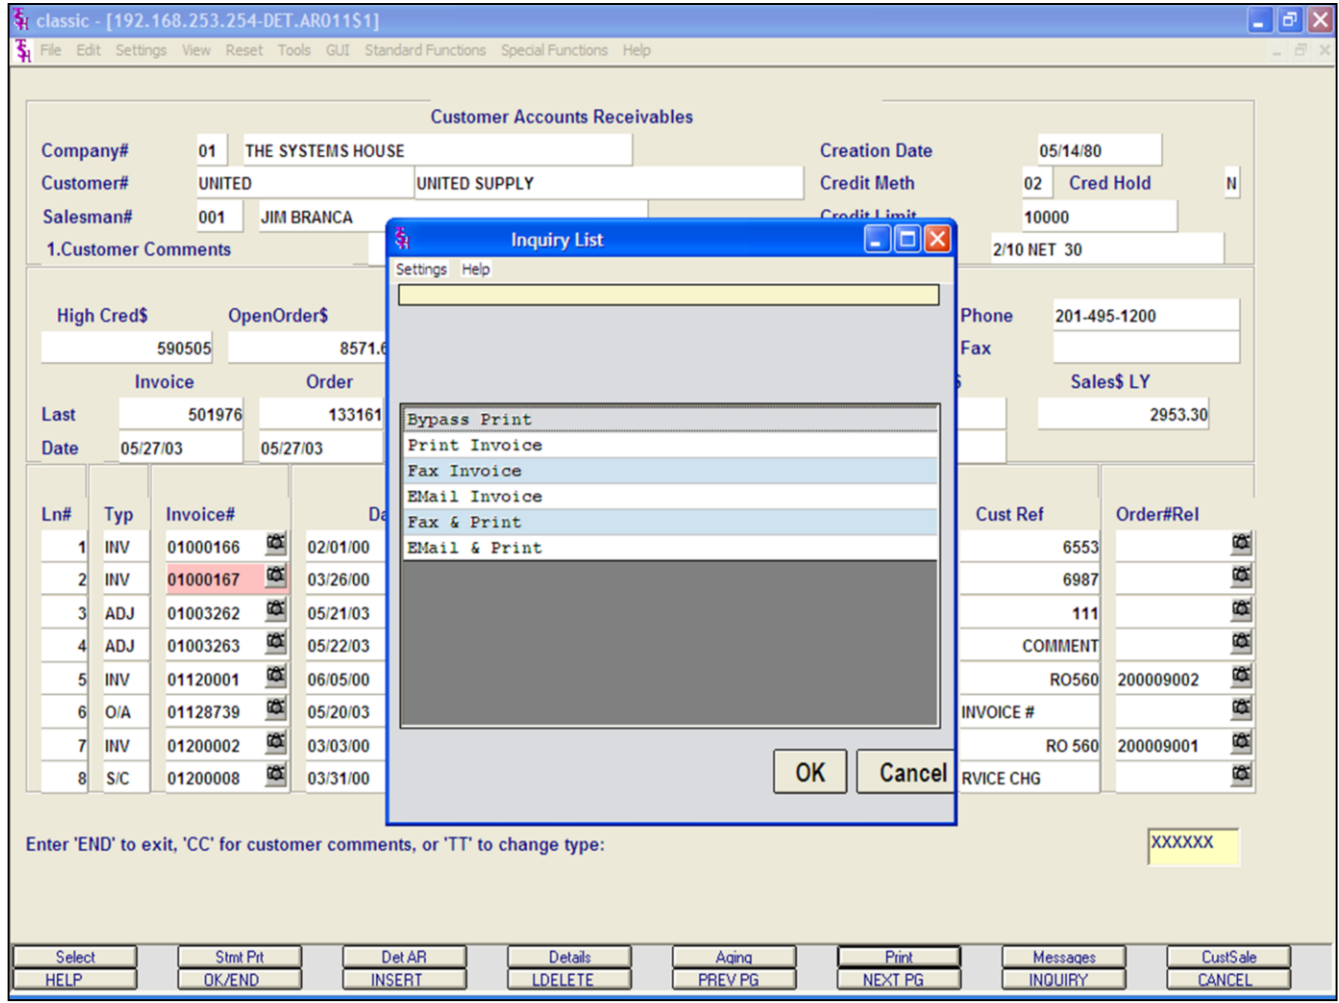 classic - [192.168.253.254-DET.AR011$1]
File Edit Settings View Reset Tools GUI Standard Functions Special Functions Help
Customer Accounts Receivables
Company# 01 THE SYSTEMS HOUSE Creation Date 05/14/80
Customer# UNITED UNITED SUPPLY Credit Meth 02 Cred Hold N
Salesman# 001 JIM BRANCA Credit Limit 10000
1.Customer Comments 2/10 NET 30
Inquiry List
Settings Help
High Cred$ OpenOrder$ Phone 201-495-1200
590505 8571.6 Fax
Invoice Order Sales$ LY
Last 501976 133161 2953.30
Date 05/27/03 05/27/03
Bypass Print
Print Invoice
Fax Invoice
EMail Invoice
Fax & Print
EMail & Print
Ln# Typ Invoice# Da Cust Ref Order#Rel
1 INV 01000166 02/01/00 6553
2 INV 01000167 03/26/00 6987
3 ADJ 01003262 05/21/03 111
4 ADJ 01003263 05/22/03 COMMENT
5 INV 01120001 06/05/00 RO560 200009002
6 O/A 01128739 05/20/03 INVOICE #
7 INV 01200002 03/03/00 RO 560 200009001
8 S/C 01200008 03/31/00 RVICE CHG
OK Cancel
Enter 'END' to exit, 'CC' for customer comments, or 'TT' to change type: XXXXXX
Select Stmt Prt Det AR Details Aging Print Messages CustSale
HELP OK/END INSERT LDELETE PREV PG NEXT PG INQUIRY CANCEL